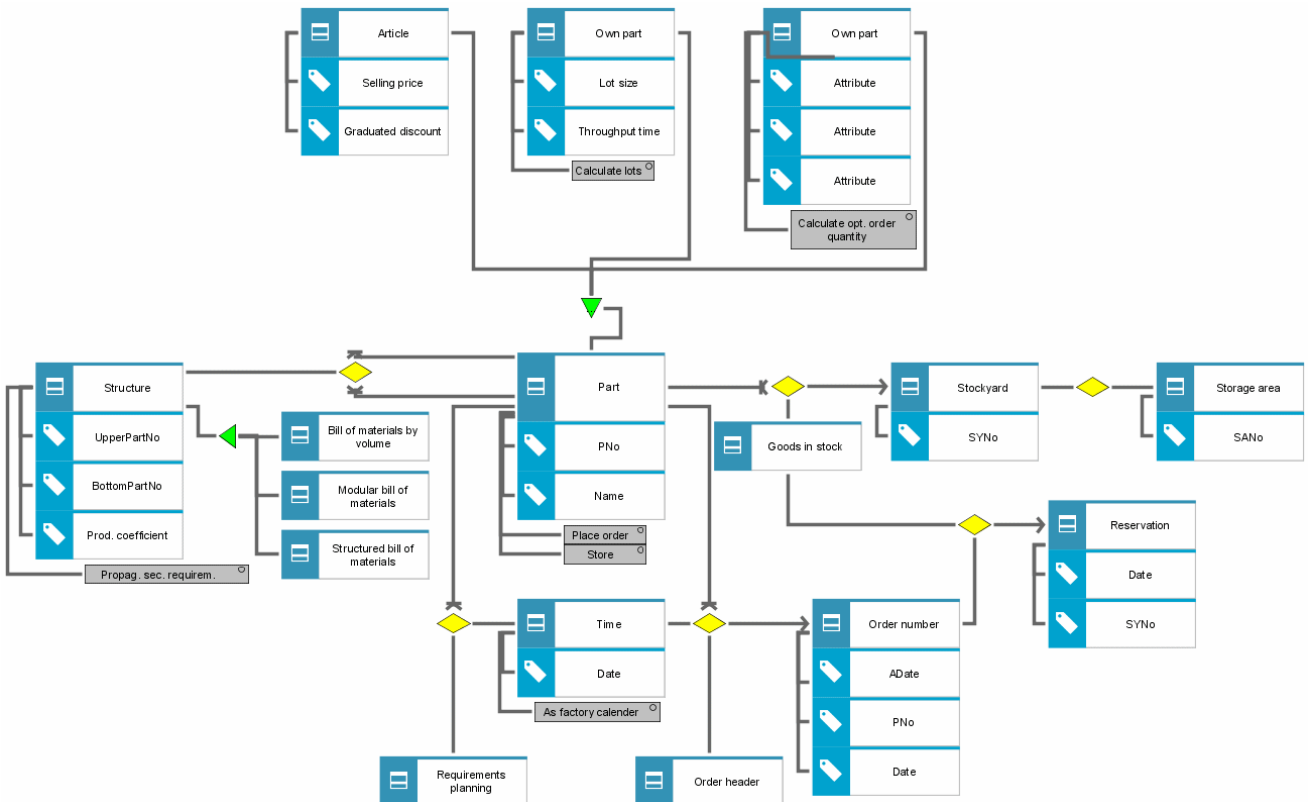 Article
Selling price
Graduated discount
Own part
Lot size
Throughput time
Calculate lots
Own part
Attribute
Attribute
Attribute
Calculate opt. order
quantity
Structure
UpperPartNo
BottomPartNo
Prod. coefficient
Propag. sec. requirem.
Bill of materials by
volume
Modular bill of
materials
Structured bill of
materials
Part
PNo
Name
Place order
Store
Goods in stock
Stockyard
SYNo
Storage area
SANo
Reservation
Date
SYNo
Time
Date
As factory calender
Order number
ADate
PNo
Date
Requirements
planning
Order header